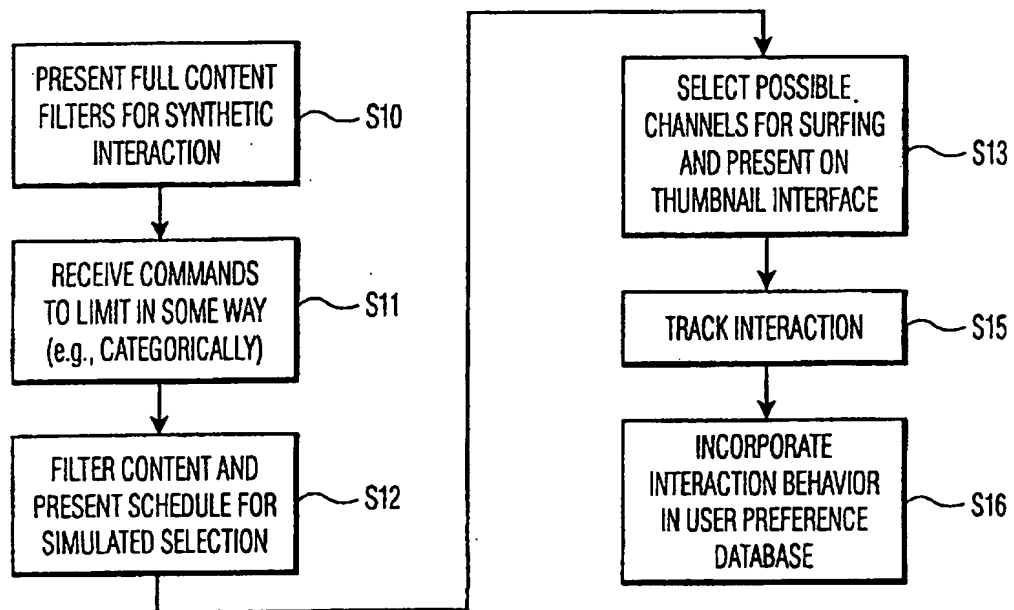 PRESENT FULL CONTENT
FILTERS FOR SYNTHETIC
INTERACTION
S10
RECEIVE COMMANDS
TO LIMIT IN SOME WAY
(e.g., CATEGORICALLY)
S11
FILTER CONTENT AND
PRESENT SCHEDULE FOR
SIMULATED SELECTION
S12
SELECT POSSIBLE
CHANNELS FOR SURFING
AND PRESENT ON
THUMBNAIL INTERFACE
S13
TRACK INTERACTION
S15
INCORPORATE
INTERACTION BEHAVIOR
IN USER PREFERENCE
DATABASE
S16